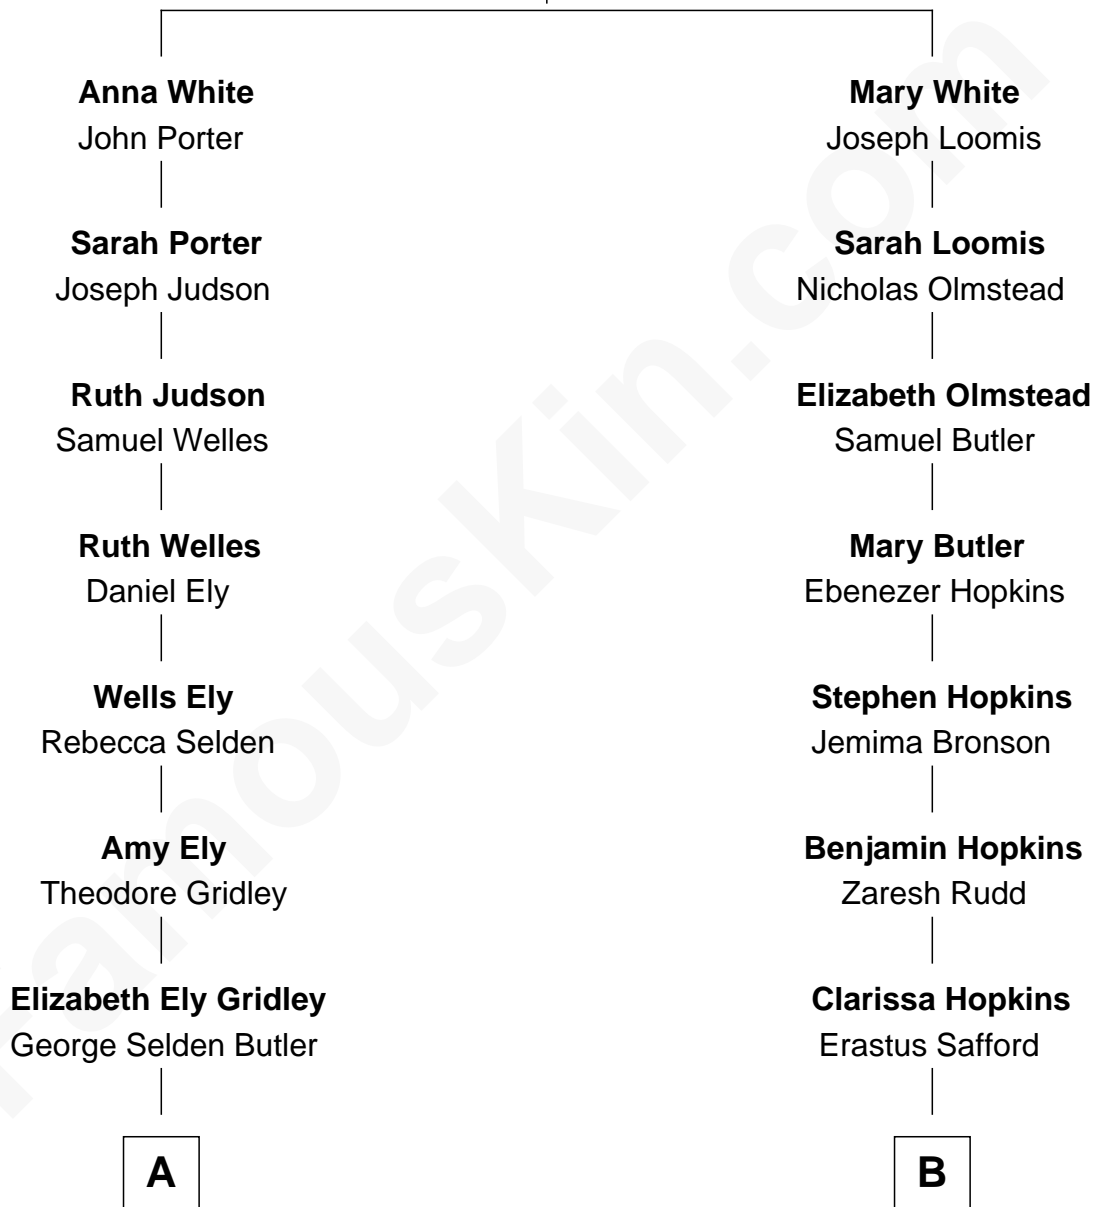 Anna White
John Porter
Sarah Porter
Joseph Judson
Ruth Judson
Samuel Welles
Ruth Welles
Daniel Ely
Wells Ely
Rebecca Selden
Amy Ely
Theodore Gridley
Elizabeth Ely Gridley
George Selden Butler
A
Mary White
Joseph Loomis
Sarah Loomis
Nicholas Olmstead
Elizabeth Olmstead
Samuel Butler
Mary Butler
Ebenezer Hopkins
Stephen Hopkins
Jemima Bronson
Benjamin Hopkins
Zaresh Rudd
Clarissa Hopkins
Erastus Safford
B
FamousKin.com